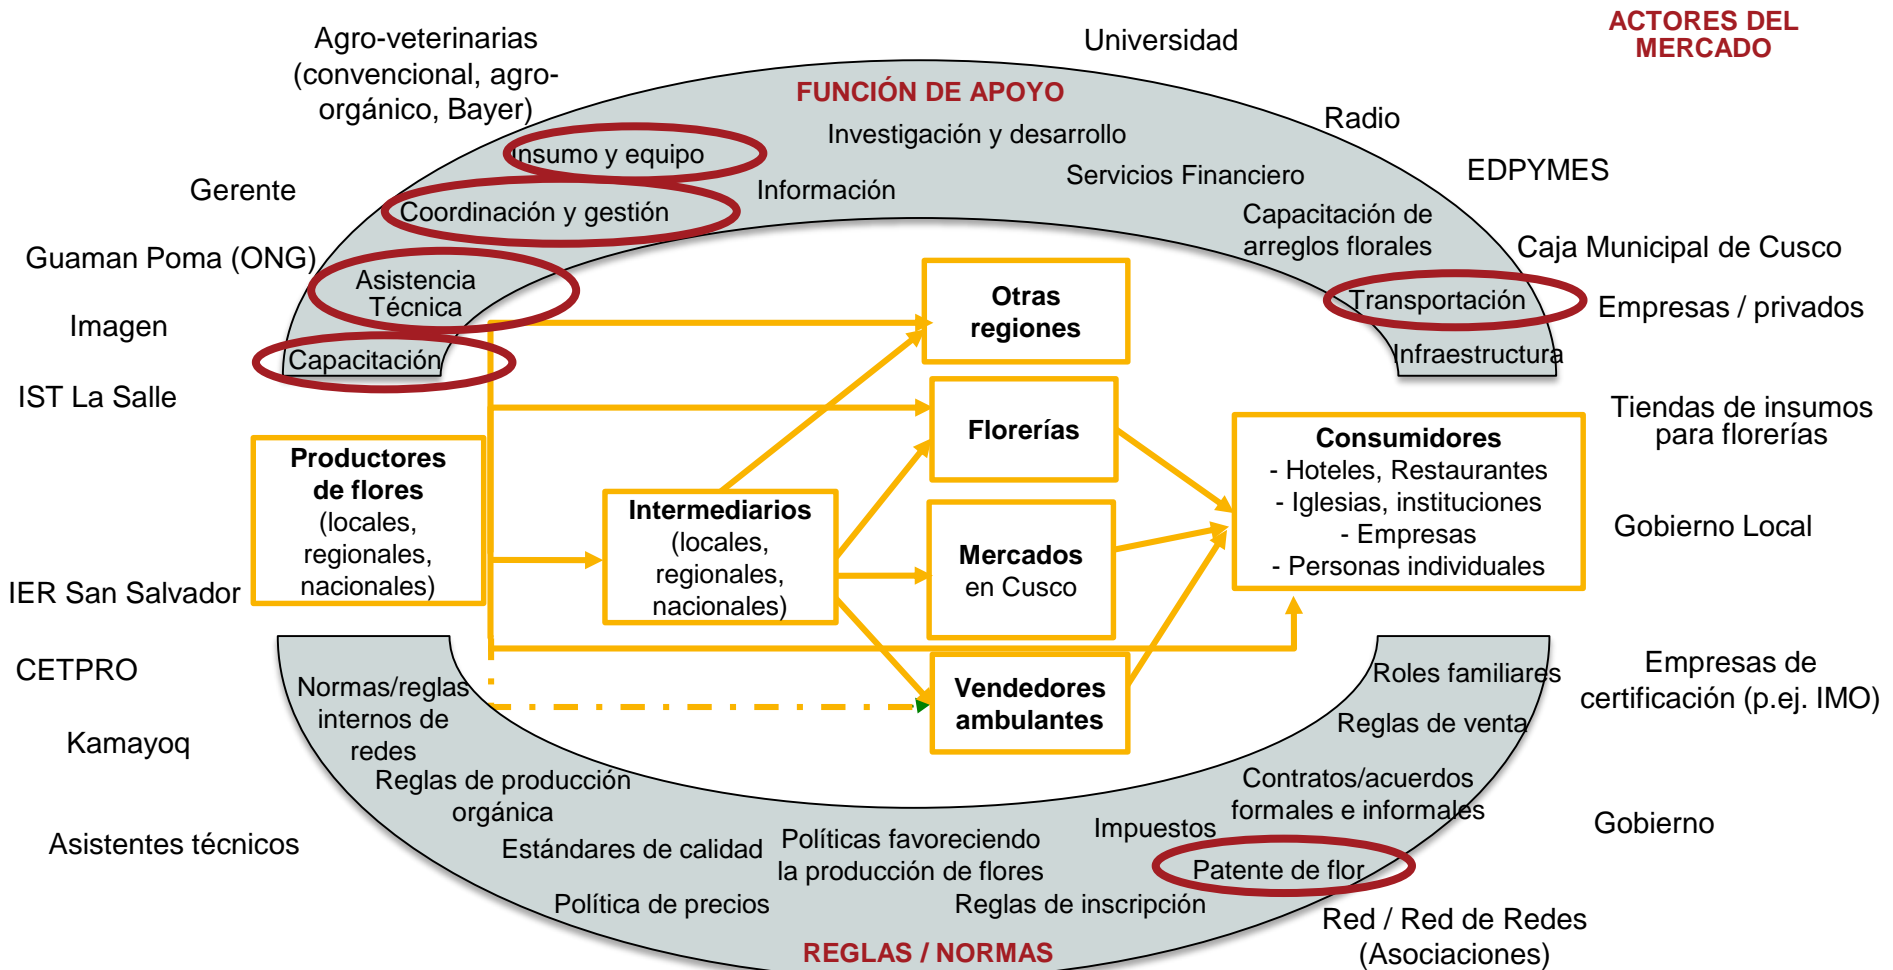 ACTORES DEL
MERCADO
Agro-veterinarias
(convencional, agro-
orgánico, Bayer)
Universidad
FUNCIÓN DE APOYO
Radio
Investigación y desarrollo
Insumo y equipo
Servicios Financiero
EDPYMES
Gerente
Información
Coordinación y gestión
Capacitación de
arreglos florales
Guaman Poma (ONG)
Caja Municipal de Cusco
Asistencia
Técnica
Otras
regiones
Transportación
Empresas / privados
Imagen
Capacitación
Infraestructura
IST La Salle
Tiendas de insumos
para florerías
Florerías
Productores
de flores
(locales,
regionales,
nacionales)
Consumidores
- Hoteles, Restaurantes
- Iglesias, instituciones
- Empresas
- Personas individuales
Intermediarios
(locales,
regionales,
nacionales)
Gobierno Local
Mercados
en Cusco
IER San Salvador
CETPRO
Roles familiares
Empresas de
certificación (p.ej. IMO)
Normas/reglas
internos de
redes
Vendedores
ambulantes
Reglas de venta
Kamayoq
Reglas de producción
orgánica
Contratos/acuerdos
formales e informales
Asistentes técnicos
Estándares de calidad
Políticas favoreciendo
la producción de flores
Impuestos
Gobierno
Patente de flor
Política de precios
Reglas de inscripción
Red / Red de Redes
(Asociaciones)
REGLAS / NORMAS